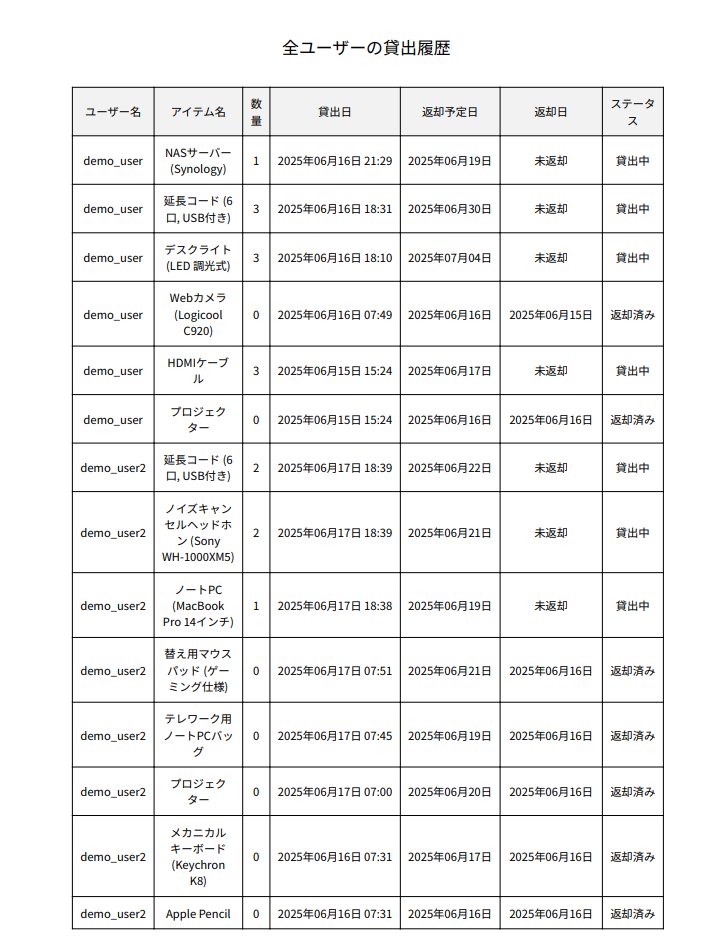 全ユーザーの貸出履歴
ユーザー名 アイテム名 数量 貸出日 返却予定日 返却日 ステータス
demo_user NASサーバー (Synology) 1 2025年06月16日 21:29 2025年06月19日 未返却 貸出中
demo_user 延長コード (6口, USB付き) 3 2025年06月16日 18:31 2025年06月30日 未返却 貸出中
demo_user デスクライト (LED 調光式) 3 2025年06月16日 18:10 2025年07月04日 未返却 貸出中
demo_user Webカメラ (Logicool C920) 0 2025年06月16日 07:49 2025年06月16日 2025年06月15日 返却済み
demo_user HDMIケーブル 3 2025年06月15日 15:24 2025年06月17日 未返却 貸出中
demo_user プロジェクター 0 2025年06月15日 15:24 2025年06月16日 2025年06月16日 返却済み
demo_user2 延長コード (6口, USB付き) 2 2025年06月17日 18:39 2025年06月22日 未返却 貸出中
demo_user2 ノイズキャンセルヘッドホン (Sony WH-1000XM5) 2 2025年06月17日 18:39 2025年06月21日 未返却 貸出中
demo_user2 ノートPC (MacBook Pro 14インチ) 1 2025年06月17日 18:38 2025年06月19日 未返却 貸出中
demo_user2 替え用マウスパッド (ゲーミング仕様) 0 2025年06月17日 07:51 2025年06月21日 2025年06月16日 返却済み
demo_user2 テレワーク用ノートPCバッグ 0 2025年06月17日 07:45 2025年06月19日 2025年06月16日 返却済み
demo_user2 プロジェクター 0 2025年06月17日 07:00 2025年06月20日 2025年06月16日 返却済み
demo_user2 メカニカルキーボード (Keychron K8) 0 2025年06月16日 07:31 2025年06月17日 2025年06月16日 返却済み
demo_user2 Apple Pencil 0 2025年06月16日 07:31 2025年06月16日 2025年06月16日 返却済み